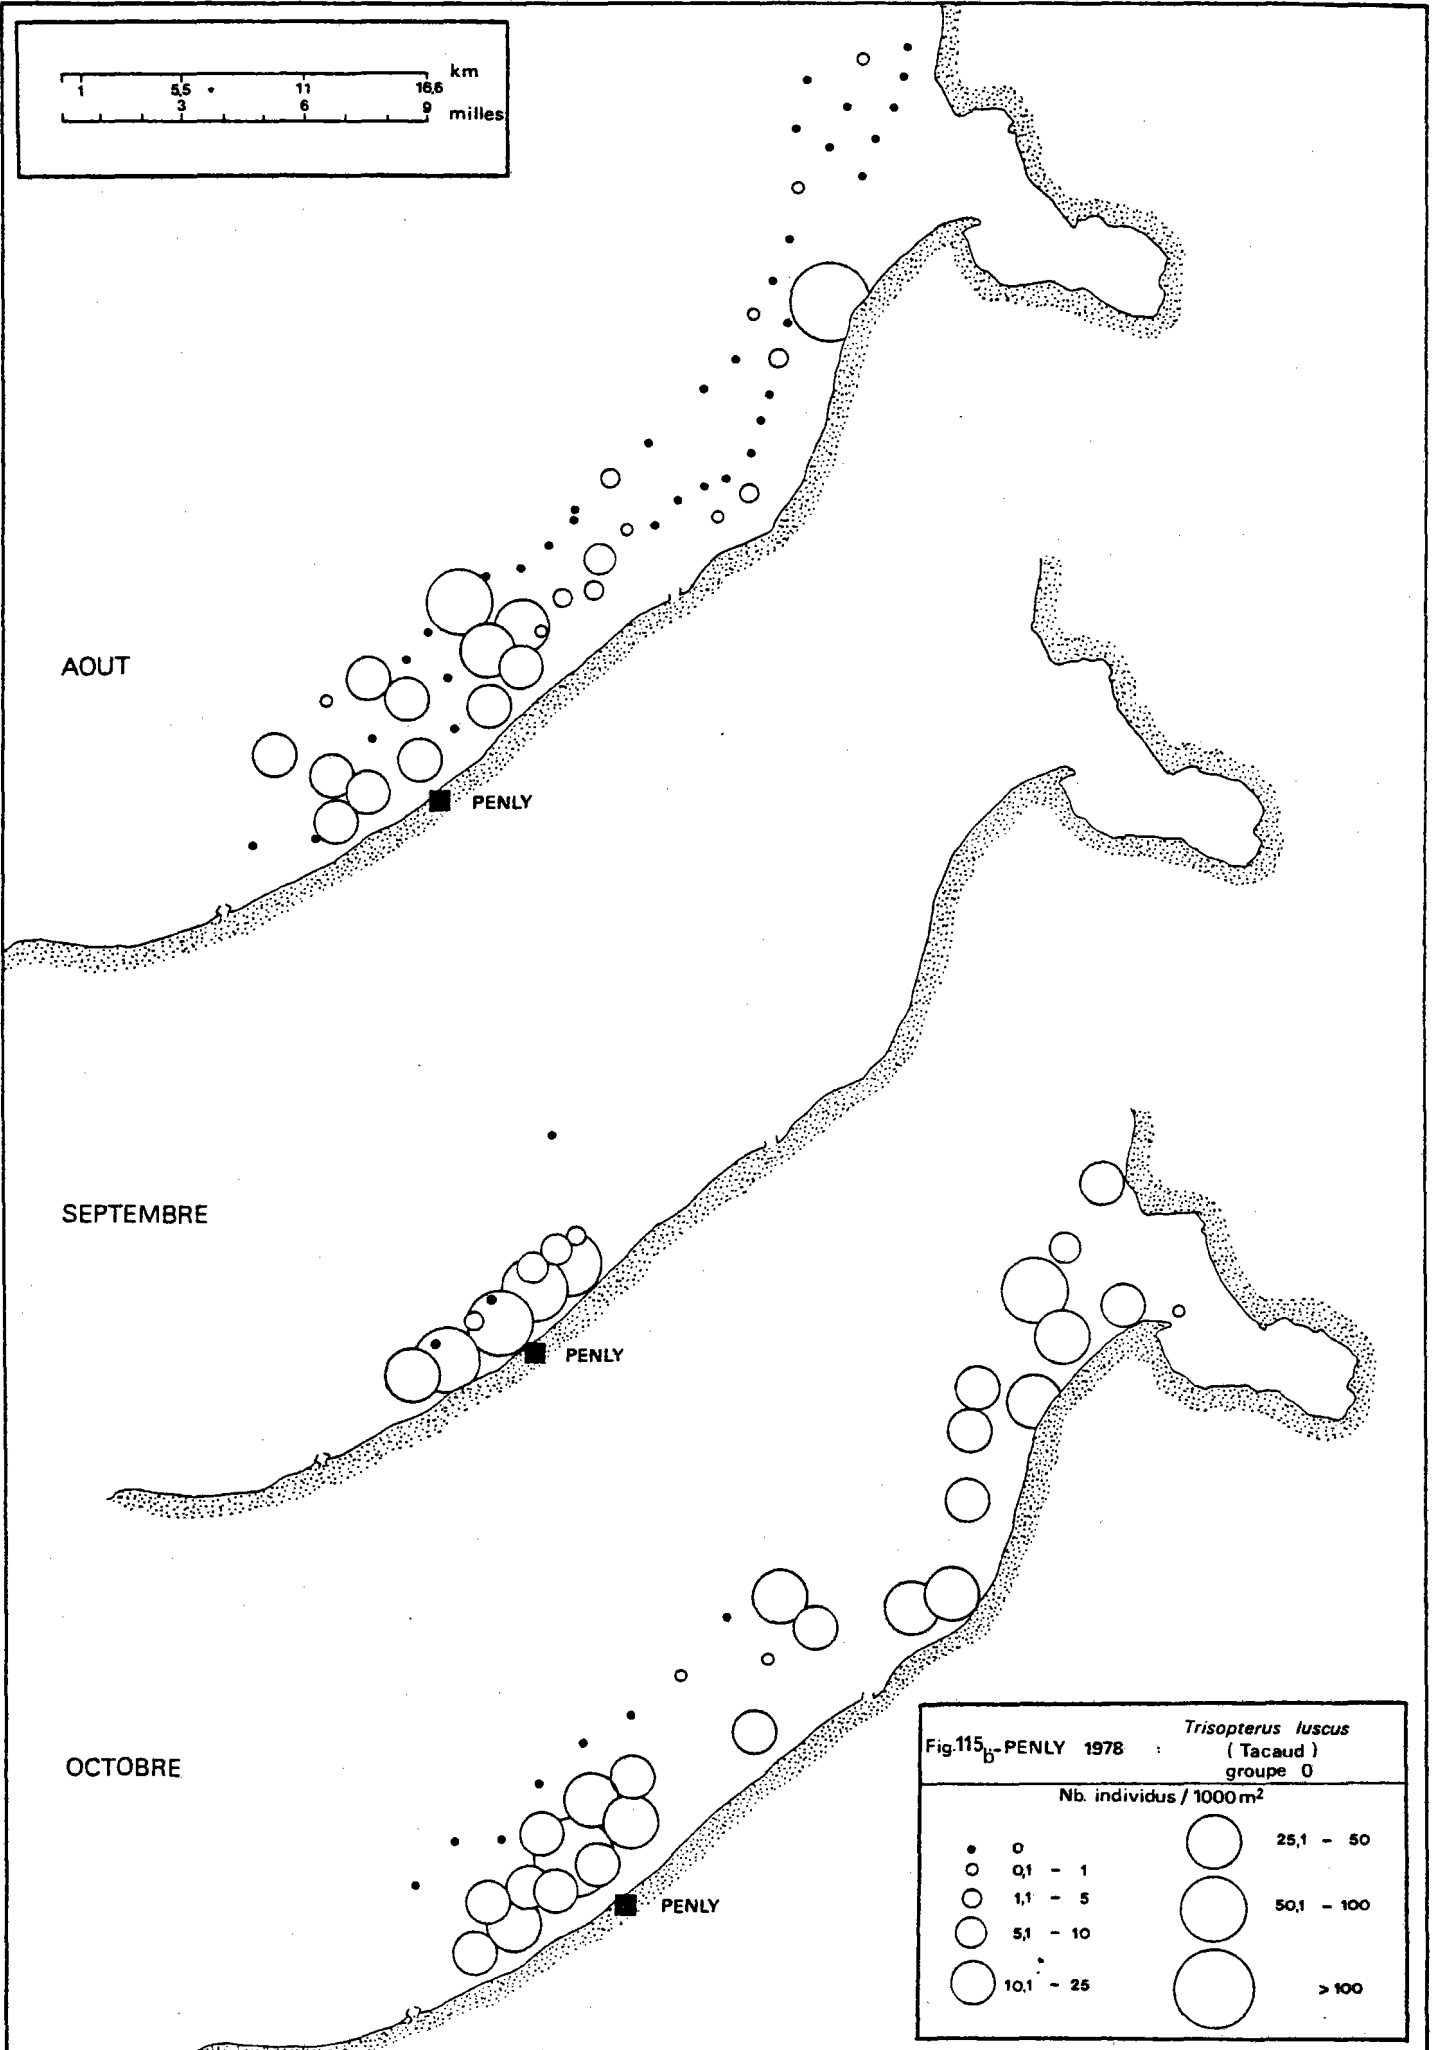 km
1 5,5 11 16,6
3 6 9
milles
AOUT
PENLY
SEPTEMBRE
PENLY
OCTOBRE
PENLY
Fig.115b-PENLY 1978 : Trisopterus luscus
( Tacaud )
groupe 0
Nb. individus / 1000 m²
0
0,1 - 1
1,1 - 5
5,1 - 10
10,1 - 25
25,1 - 50
50,1 - 100
> 100